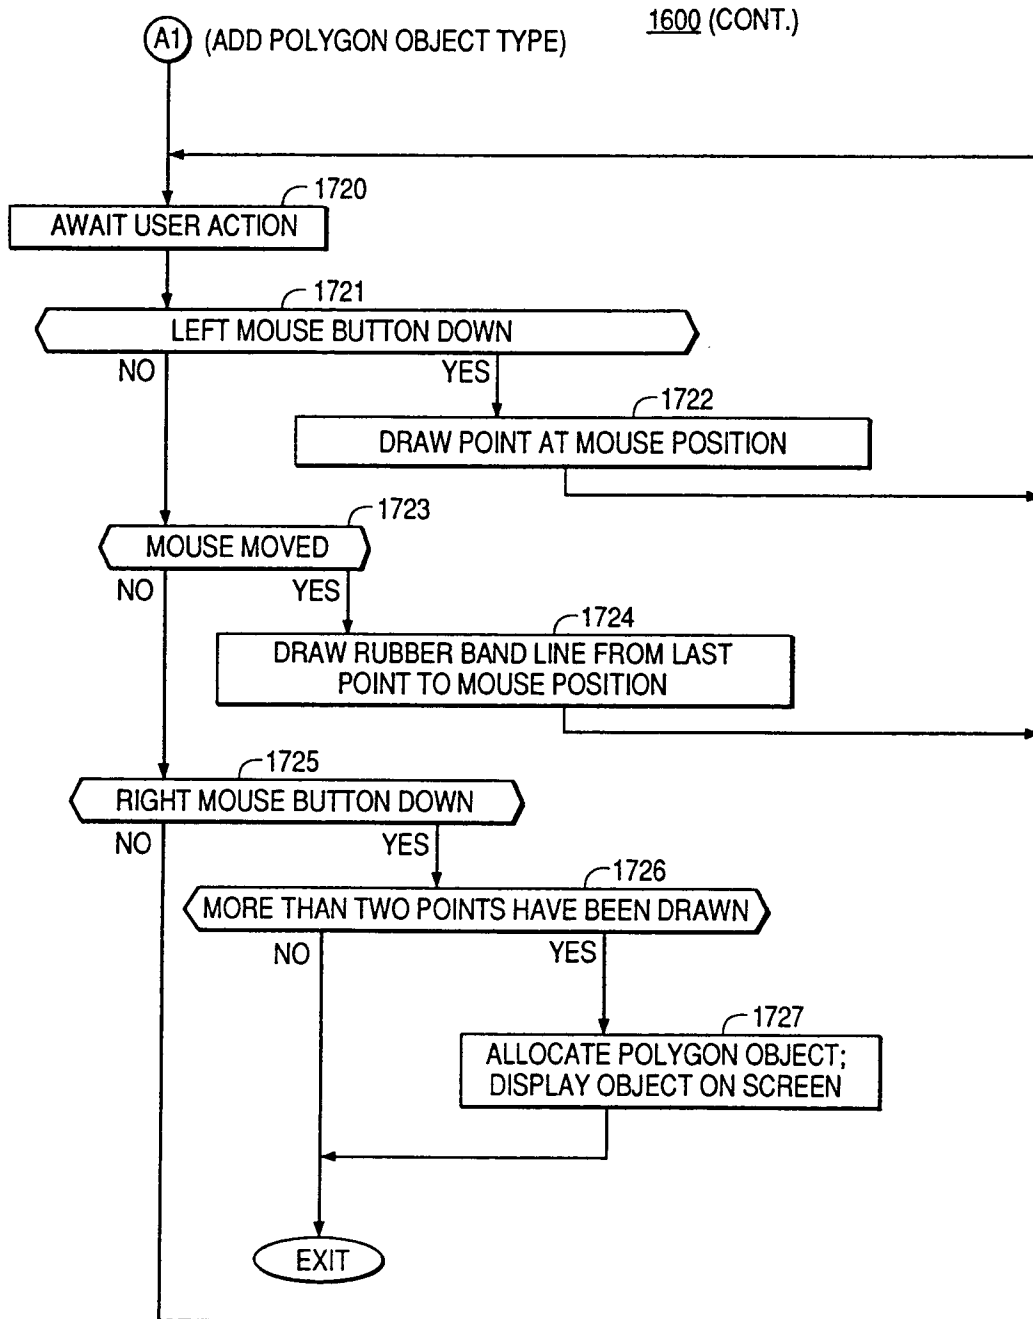 1600 (CONT.)
A1 (ADD POLYGON OBJECT TYPE)
1720
AWAIT USER ACTION
1721
LEFT MOUSE BUTTON DOWN
NO YES
1722
DRAW POINT AT MOUSE POSITION
1723
MOUSE MOVED
NO YES
1724
DRAW RUBBER BAND LINE FROM LAST
POINT TO MOUSE POSITION
1725
RIGHT MOUSE BUTTON DOWN
NO YES
1726
MORE THAN TWO POINTS HAVE BEEN DRAWN
NO YES
1727
ALLOCATE POLYGON OBJECT;
DISPLAY OBJECT ON SCREEN
EXIT